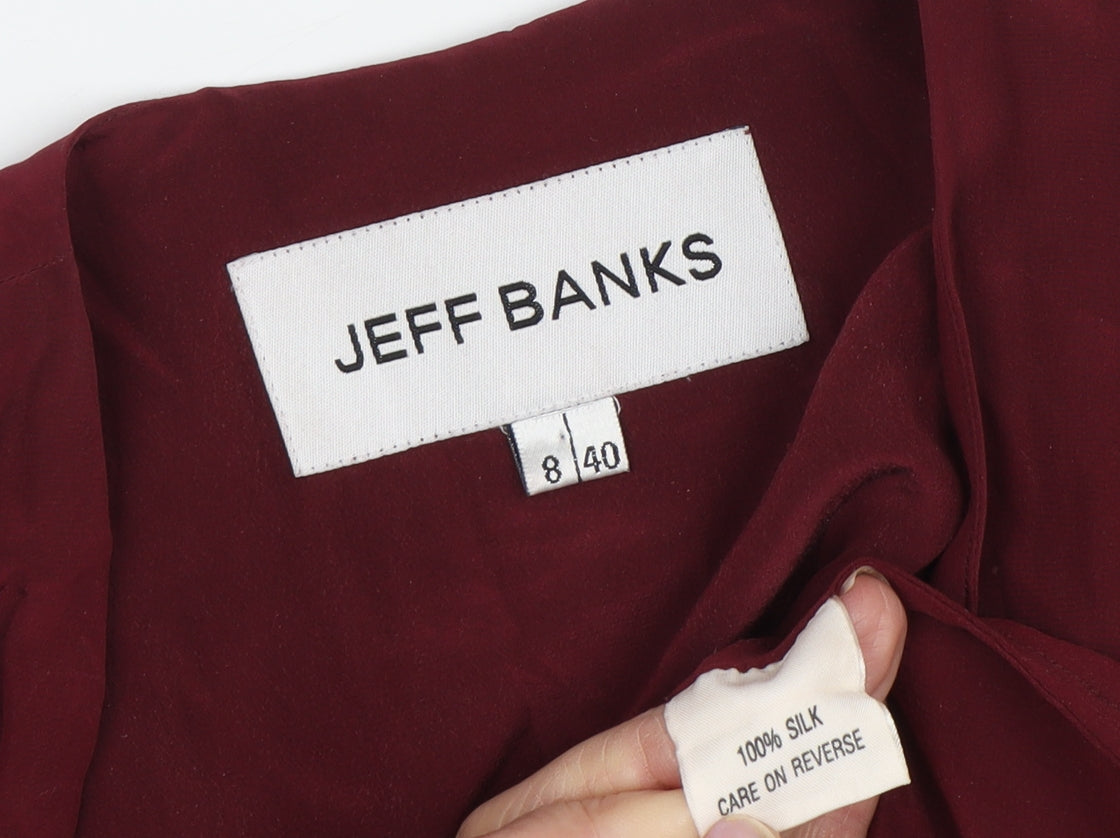 JEFF BANKS
8 40
100% SILK
CARE ON REVERSE